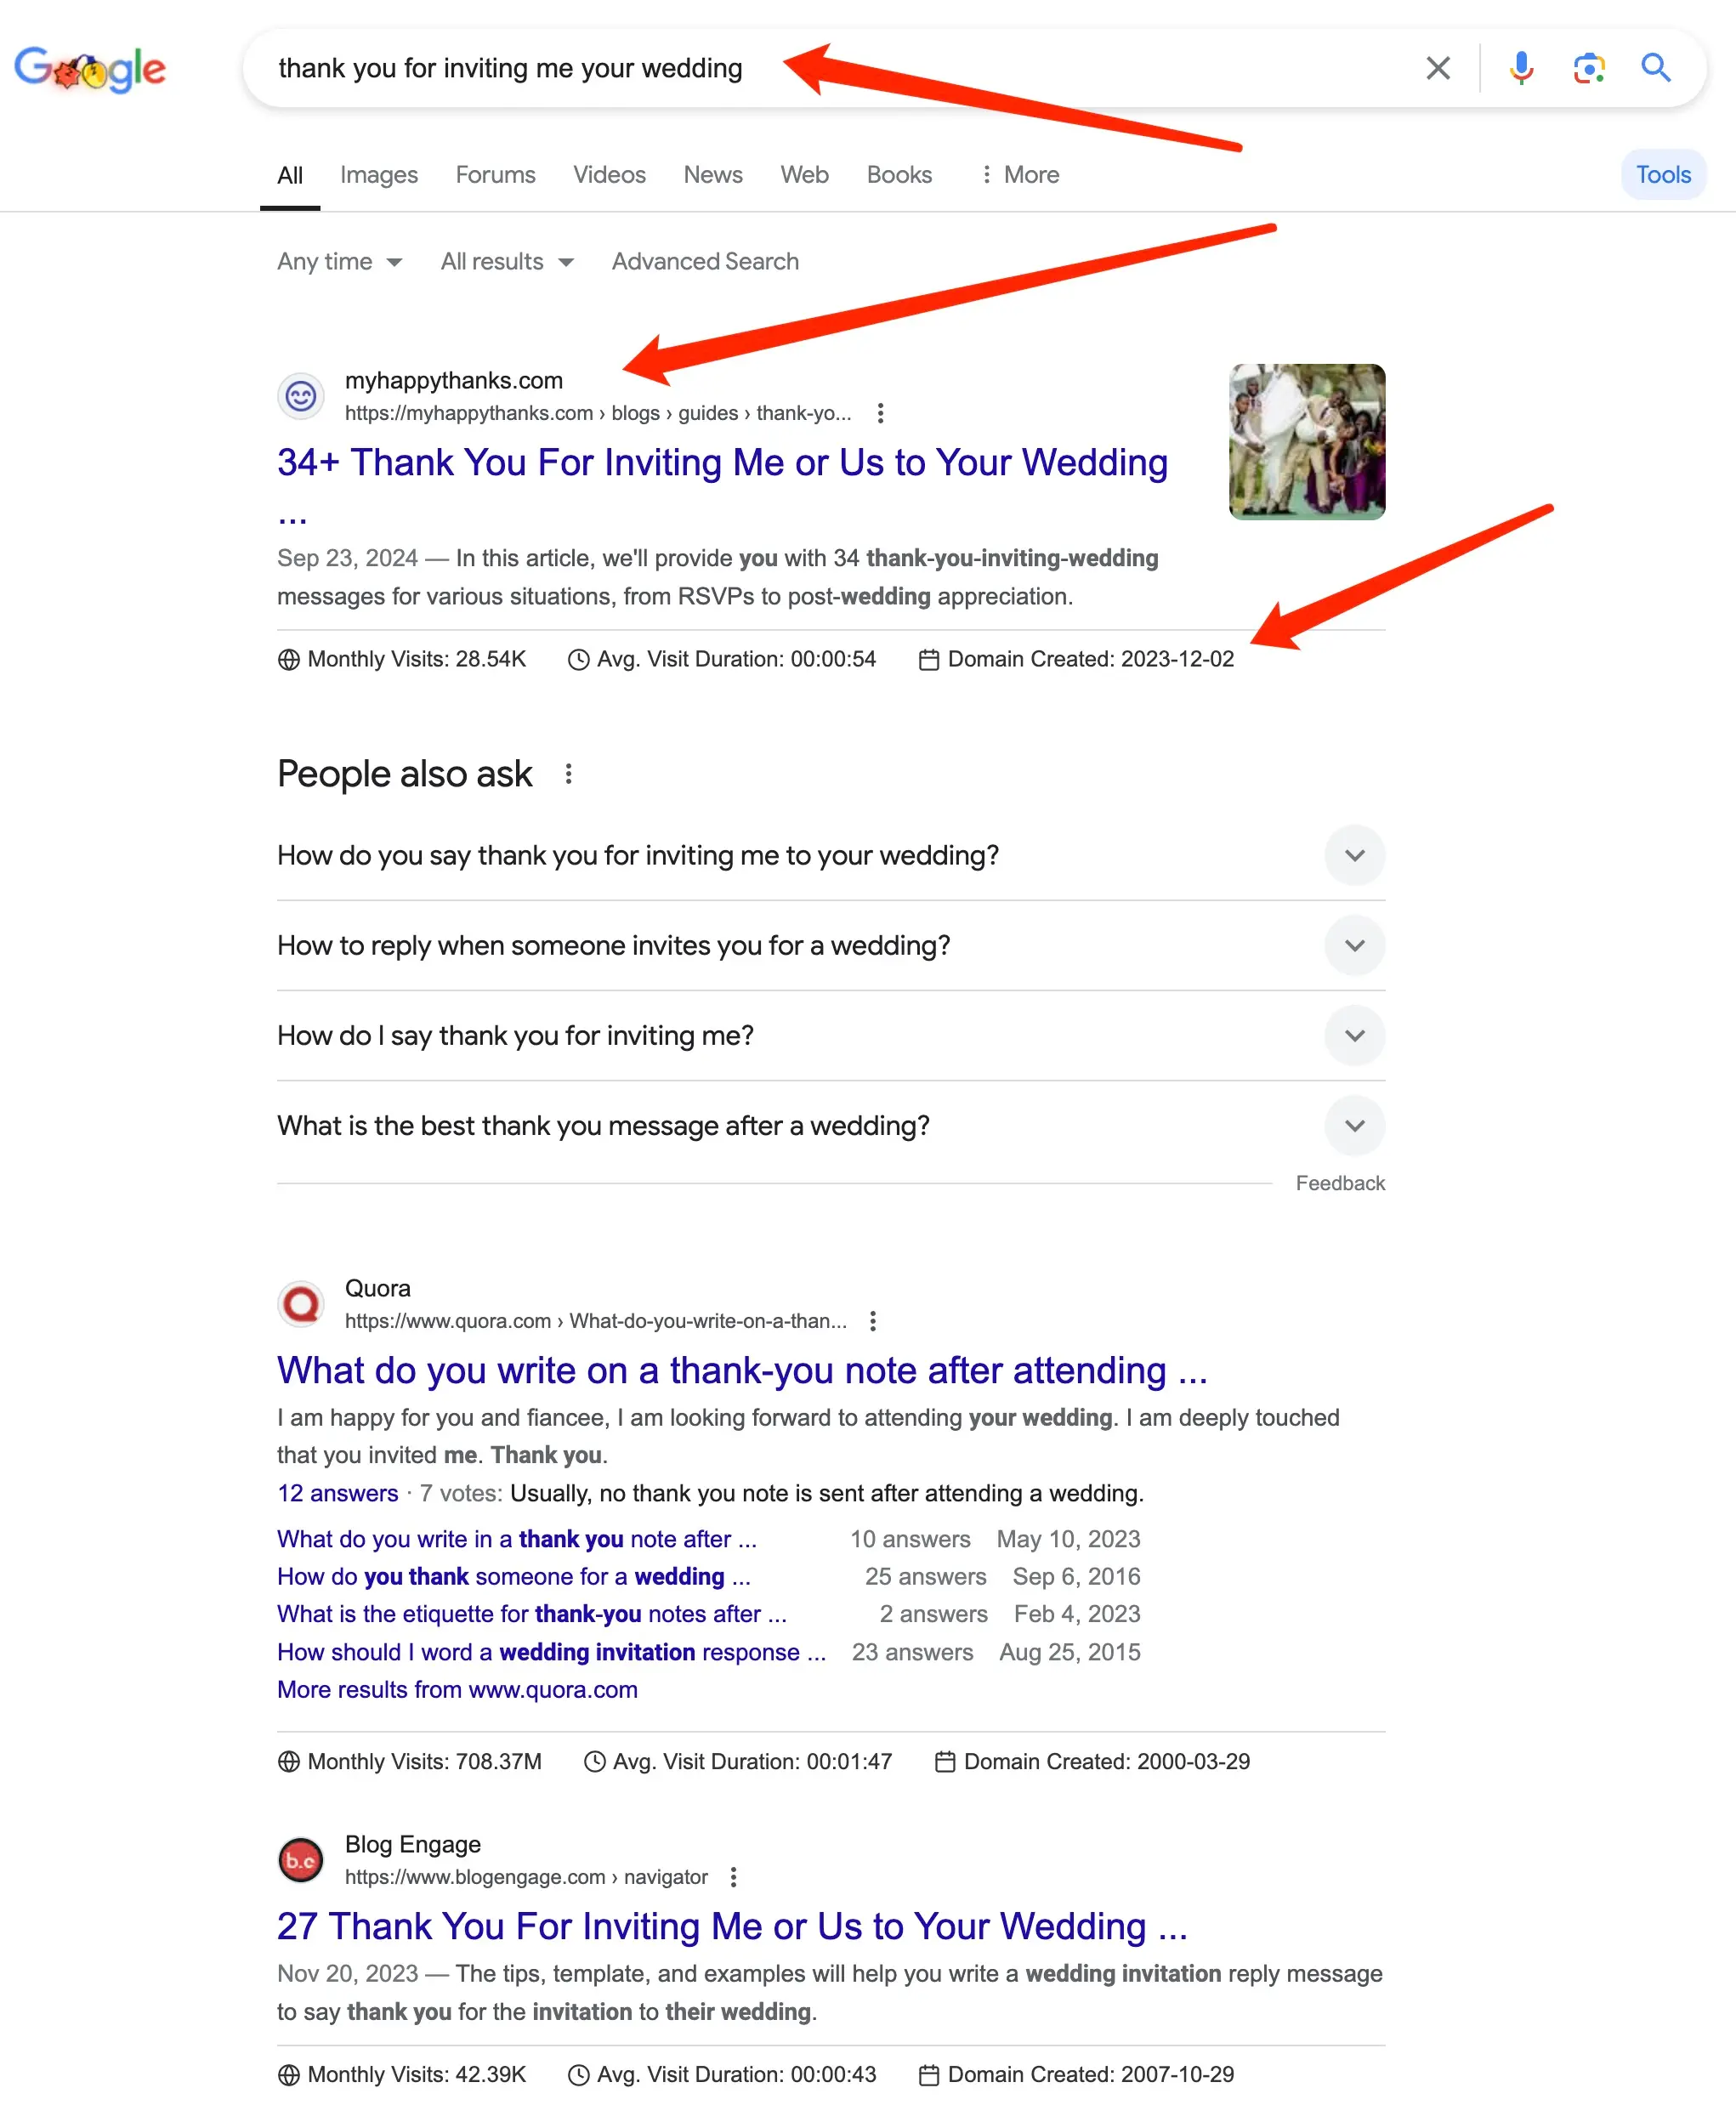 Google
thank you for inviting me your wedding
All Images Forums Videos News Web Books More Tools
Any time All results Advanced Search
myhappythanks.com
https://myhappythanks.com › blogs › guides › thank-yo...
34+ Thank You For Inviting Me or Us to Your Wedding
...
Sep 23, 2024 — In this article, we'll provide you with 34 thank-you-inviting-wedding
messages for various situations, from RSVPs to post-wedding appreciation.
Monthly Visits: 28.54K Avg. Visit Duration: 00:00:54 Domain Created: 2023-12-02
People also ask
How do you say thank you for inviting me to your wedding?
How to reply when someone invites you for a wedding?
How do I say thank you for inviting me?
What is the best thank you message after a wedding?
Feedback
Quora
https://www.quora.com › What-do-you-write-on-a-than...
What do you write on a thank-you note after attending ...
I am happy for you and fiancee, I am looking forward to attending your wedding. I am deeply touched
that you invited me. Thank you.
12 answers · 7 votes: Usually, no thank you note is sent after attending a wedding.
What do you write in a thank you note after ... 10 answers May 10, 2023
How do you thank someone for a wedding ... 25 answers Sep 6, 2016
What is the etiquette for thank-you notes after ... 2 answers Feb 4, 2023
How should I word a wedding invitation response ... 23 answers Aug 25, 2015
More results from www.quora.com
Monthly Visits: 708.37M Avg. Visit Duration: 00:01:47 Domain Created: 2000-03-29
b.e
Blog Engage
https://www.blogengage.com › navigator
27 Thank You For Inviting Me or Us to Your Wedding ...
Nov 20, 2023 — The tips, template, and examples will help you write a wedding invitation reply message
to say thank you for the invitation to their wedding.
Monthly Visits: 42.39K Avg. Visit Duration: 00:00:43 Domain Created: 2007-10-29